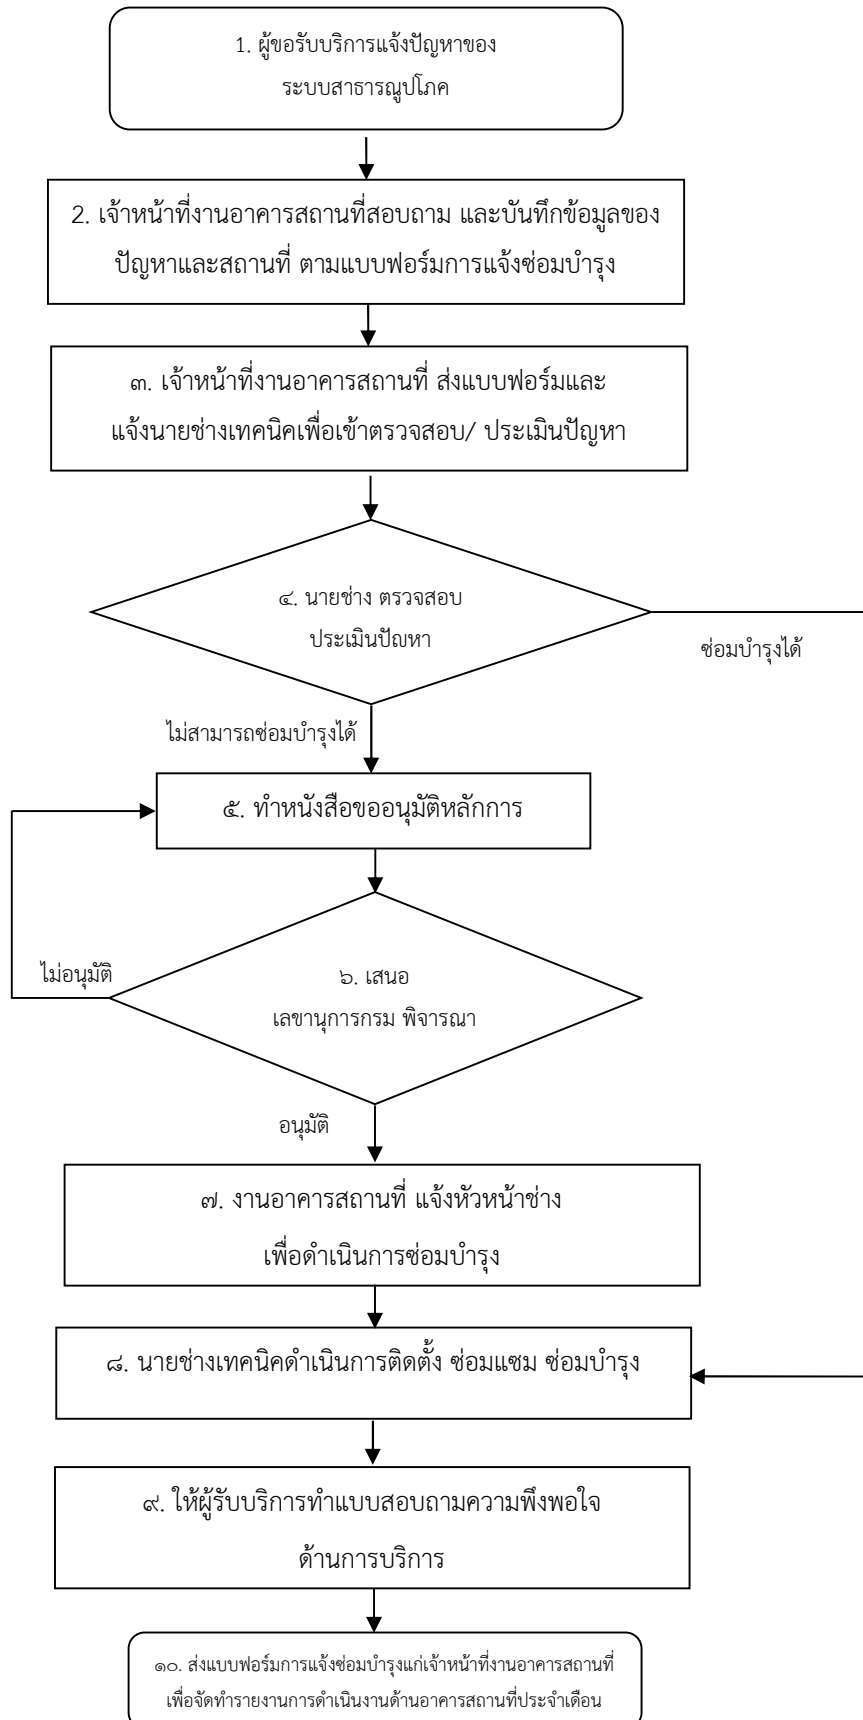 1. ผู้ขอรับบริการแจ้งปัญหาของ
ระบบสาธารณูปโภค
2. เจ้าหน้าที่งานอาคารสถานที่สอบถาม และบันทึกข้อมูลของ
ปัญหาและสถานที่ ตามแบบฟอร์มการแจ้งซ่อมบำรุง
๓. เจ้าหน้าที่งานอาคารสถานที่ ส่งแบบฟอร์มและ
แจ้งนายช่างเทคนิคเพื่อเข้าตรวจสอบ/ ประเมินปัญหา
๔. นายช่าง ตรวจสอบ
ประเมินปัญหา
ซ่อมบำรุงได้
ไม่สามารถซ่อมบำรุงได้
๕. ทำหนังสือขออนุมัติหลักการ
ไม่อนุมัติ
๖. เสนอ
เลขานุการกรม พิจารณา
อนุมัติ
๗. งานอาคารสถานที่ แจ้งหัวหน้าช่าง
เพื่อดำเนินการซ่อมบำรุง
๘. นายช่างเทคนิคดำเนินการติดตั้ง ซ่อมแซม ซ่อมบำรุง
๙. ให้ผู้รับบริการทำแบบสอบถามความพึงพอใจ
ด้านการบริการ
๑๐. ส่งแบบฟอร์มการแจ้งซ่อมบำรุงแก่เจ้าหน้าที่งานอาคารสถานที่
เพื่อจัดทำรายงานการดำเนินงานด้านอาคารสถานที่ประจำเดือน